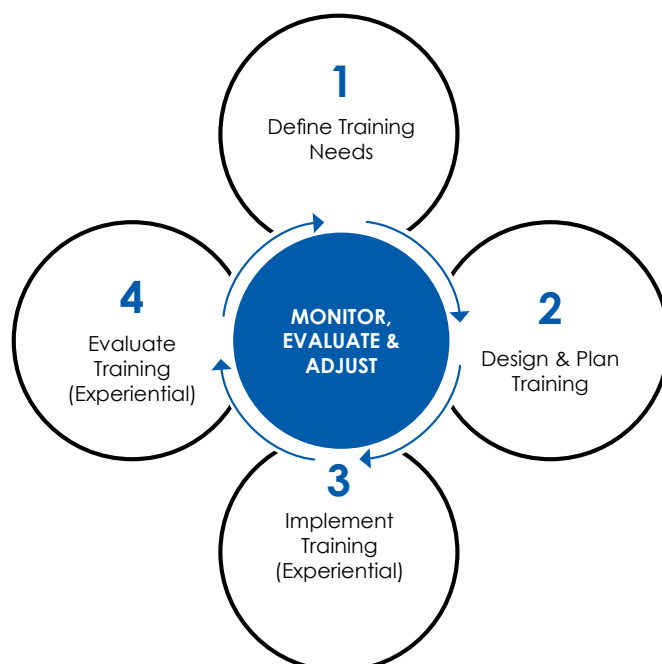 1
Define Training
Needs
2
Design & Plan
Training
3
Implement
Training
(Experiential)
4
Evaluate
Training
(Experiential)
MONITOR,
EVALUATE &
ADJUST